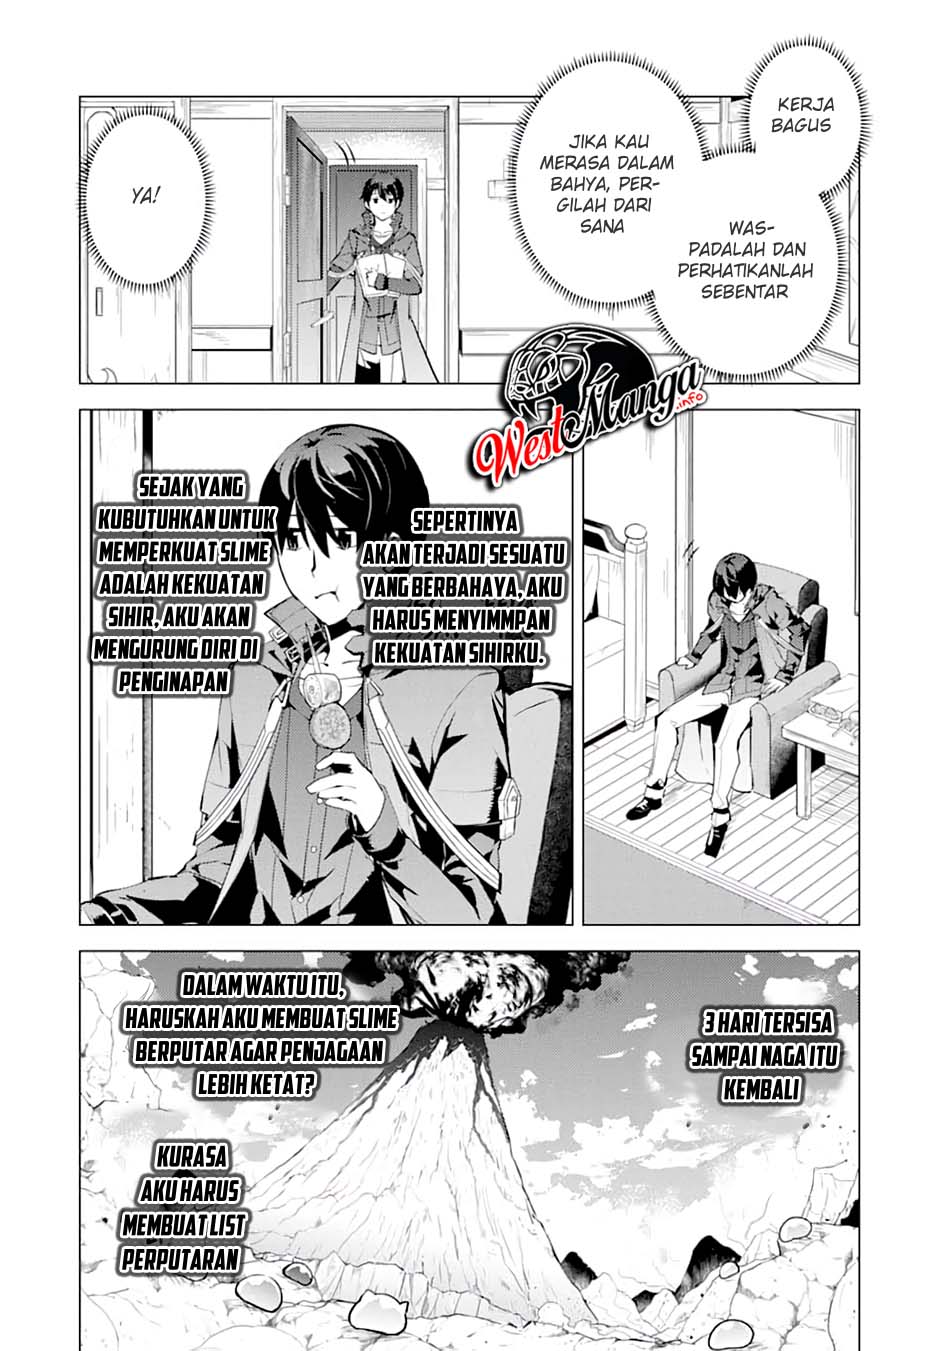 KERJA
BAGUS
WAS-
PADALAH DAN
PERHATIKANLAH
SEBENTAR
JIKA KAU
MERASA DALAM
BAHYA, PER-
GILAH DARI
SANA
YA!
WestManga
.info
SEPERTINYA
AKAN TERJADI SESUATU
YANG BERBAHAYA, AKU
HARUS MENYIMMPAN
KEKUATAN SIHIRKU.
SEJAK YANG
KUBUTUHKAN UNTUK
MEMPERKUAT SLIME
ADALAH KEKUATAN
SIHIR, AKU AKAN
MENGURUNG DIRI DI
PENGINAPAN
3 HARI TERSISA
SAMPAI NAGA ITU
KEMBALI
DALAM WAKTU ITU,
HARUSKAH AKU MEMBUAT SLIME
BERPUTAR AGAR PENJAGAAN
LEBIH KETAT?
KURASA
AKU HARUS
MEMBUAT LIST
PERPUTARAN